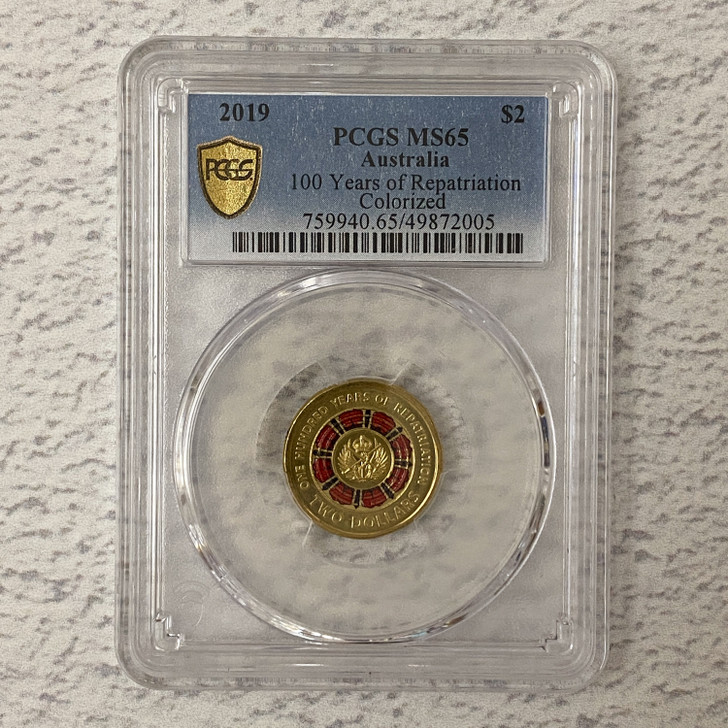 2019 $2
PCGS MS65
PCGS
Australia
100 Years of Repatriation
Colorized
759940.65/49872005
ONE HUNDRED YEARS OF REPATRIATION
TWO DOLLARS